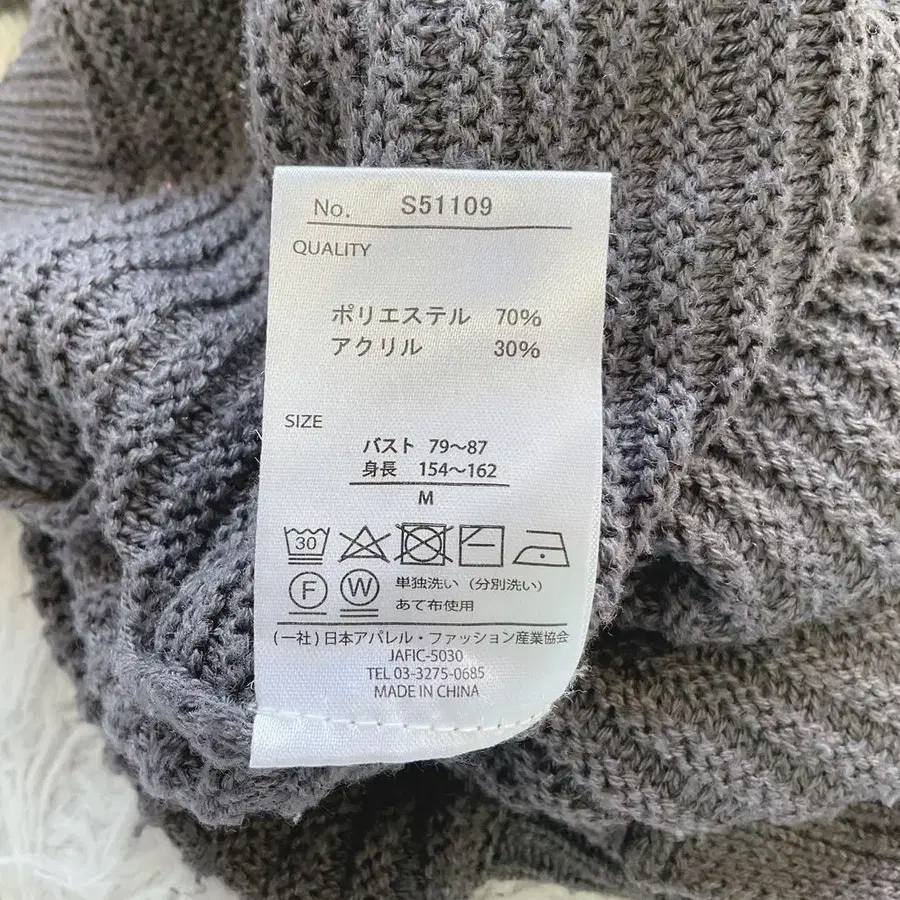 No. S51109
QUALITY
ポリエステル 70%
アクリル 30%
SIZE
バスト 79〜87
身長 154〜162
M
30
F W 単独洗い（分別洗い）
あて布使用
(一社)日本アパレル・ファッション産業協会
JAFIC-5030
TEL 03-3275-0685
MADE IN CHINA